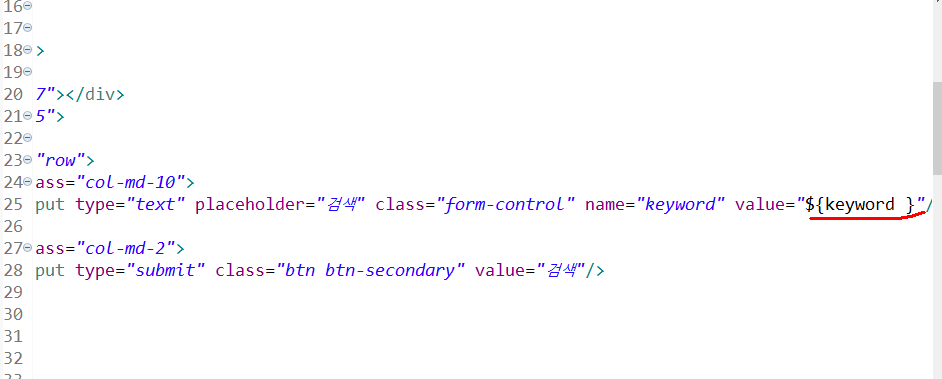 16
17
18 >
19
20 7"></div>
21 5">
22
23 "row">
24 ass="col-md-10">
25 put type="text" placeholder="검색" class="form-control" name="keyword" value="${keyword }"/
26
27 ass="col-md-2">
28 put type="submit" class="btn btn-secondary" value="검색"/>
29
30
31
32
33